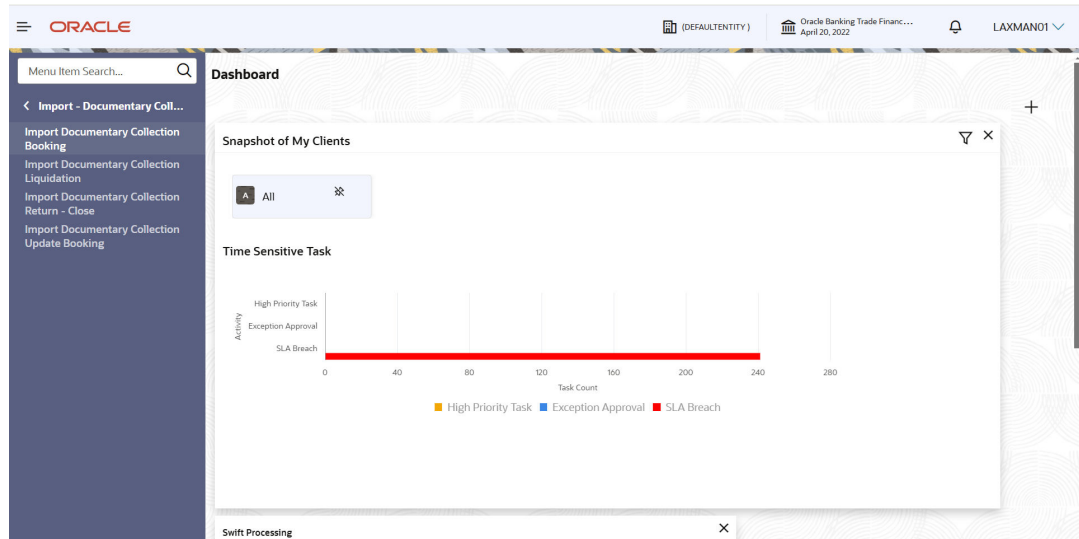 ORACLE
(DEFAULTENTITY )
Oracle Banking Trade Financ...
April 20, 2022
LAXMAN01
Menu Item Search...
Import - Documentary Coll...
Import Documentary Collection
Booking
Import Documentary Collection
Liquidation
Import Documentary Collection
Return - Close
Import Documentary Collection
Update Booking
Dashboard
Snapshot of My Clients
A All
Time Sensitive Task
Activity
High Priority Task
Exception Approval
SLA Breach
0 40 80 120 160 200 240 280
Task Count
High Priority Task Exception Approval SLA Breach
Swift Processing